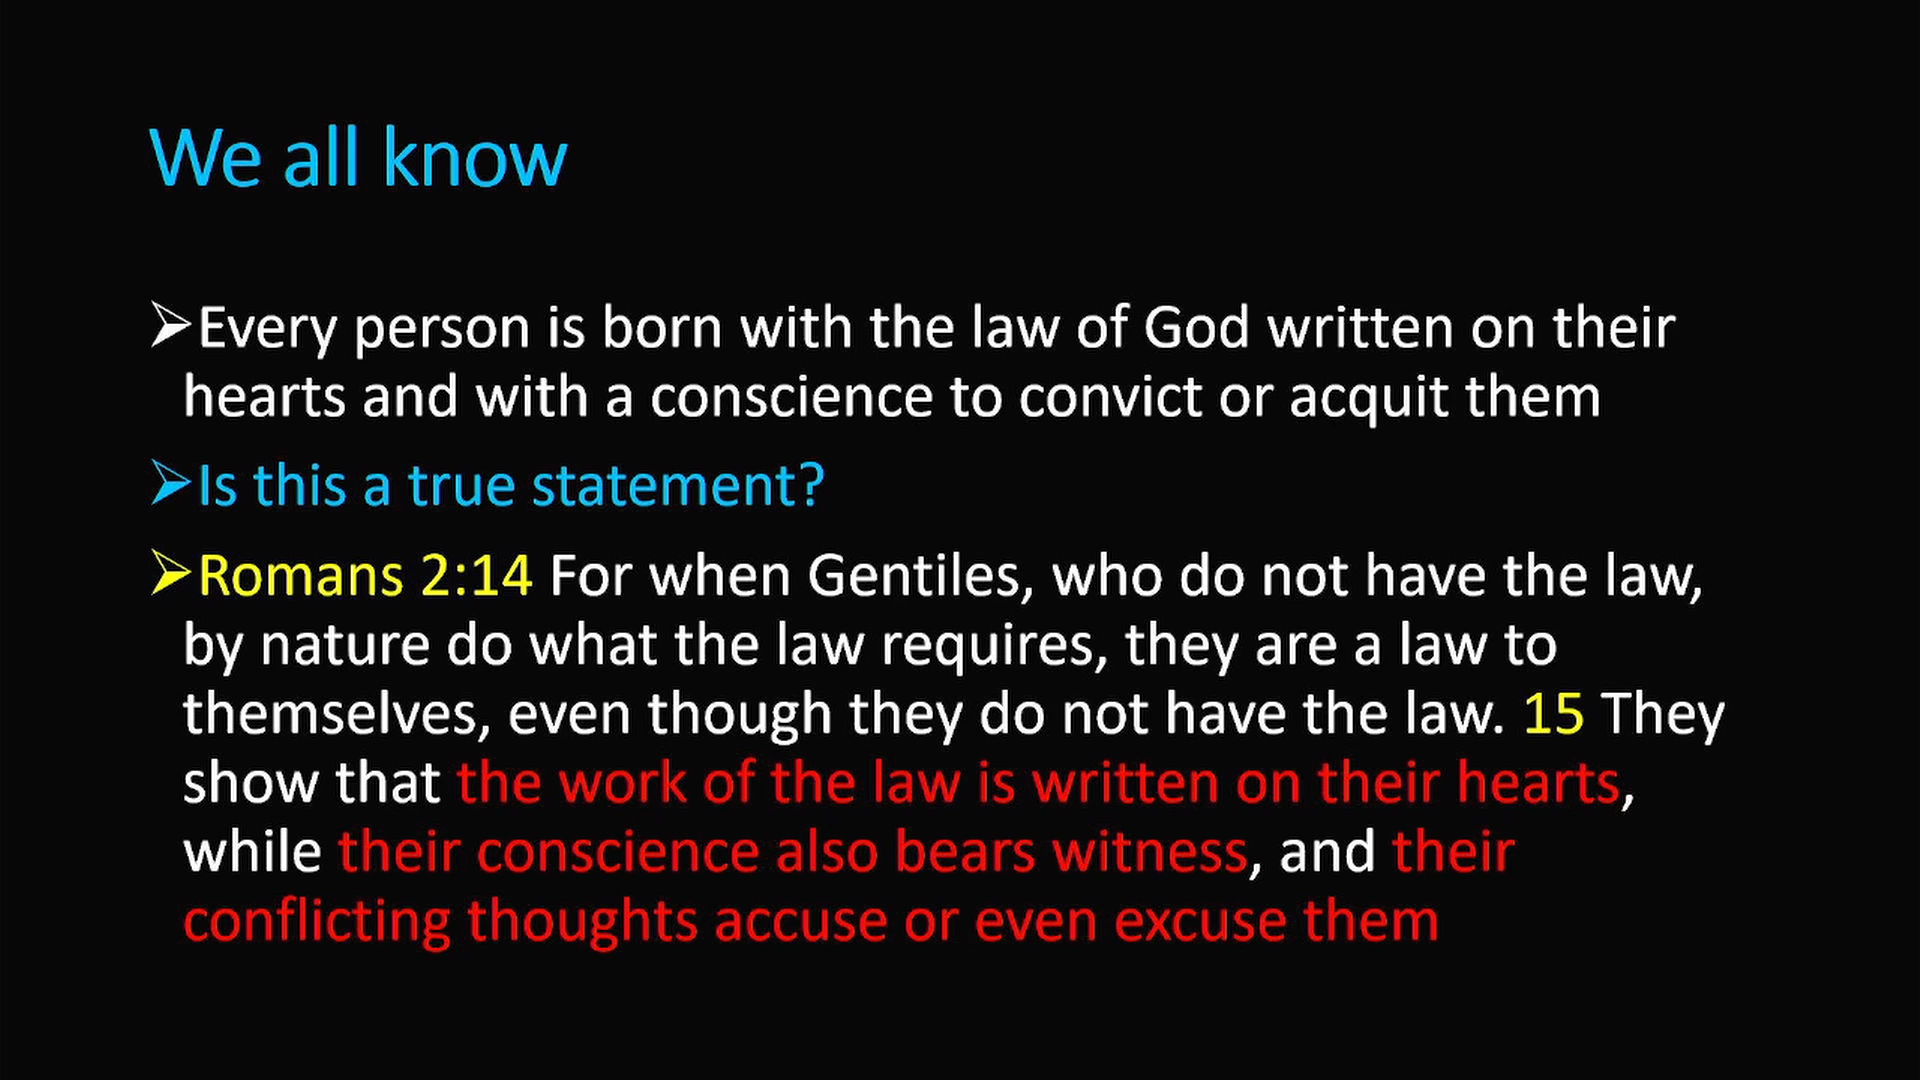 We all know
➢Every person is born with the law of God written on their
hearts and with a conscience to convict or acquit them
➢Is this a true statement?
➢Romans 2:14 For when Gentiles, who do not have the law,
by nature do what the law requires, they are a law to
themselves, even though they do not have the law. 15 They
show that the work of the law is written on their hearts,
while their conscience also bears witness, and their
conflicting thoughts accuse or even excuse them